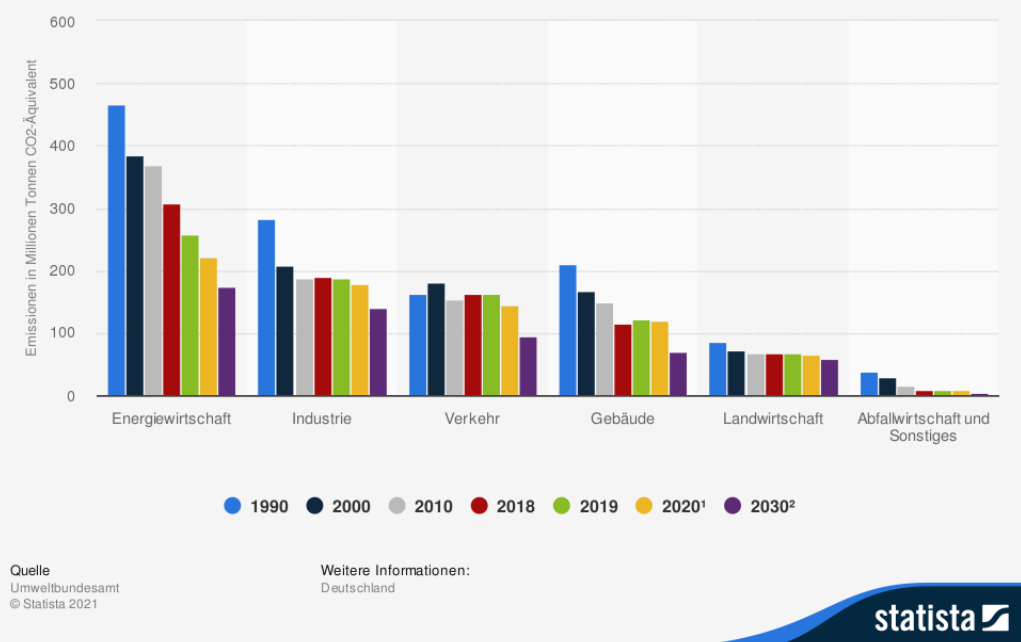 600
500
400
300
200
100
0
Emissionen in Millionen Tonnen CO2-Äquivalent
Energiewirtschaft
Industrie
Verkehr
Gebäude
Landwirtschaft
Abfallwirtschaft und
Sonstiges
1990 2000 2010 2018 2019 2020¹ 2030²
Quelle
Umweltbundesamt
© Statista 2021
Weitere Informationen:
Deutschland
statista